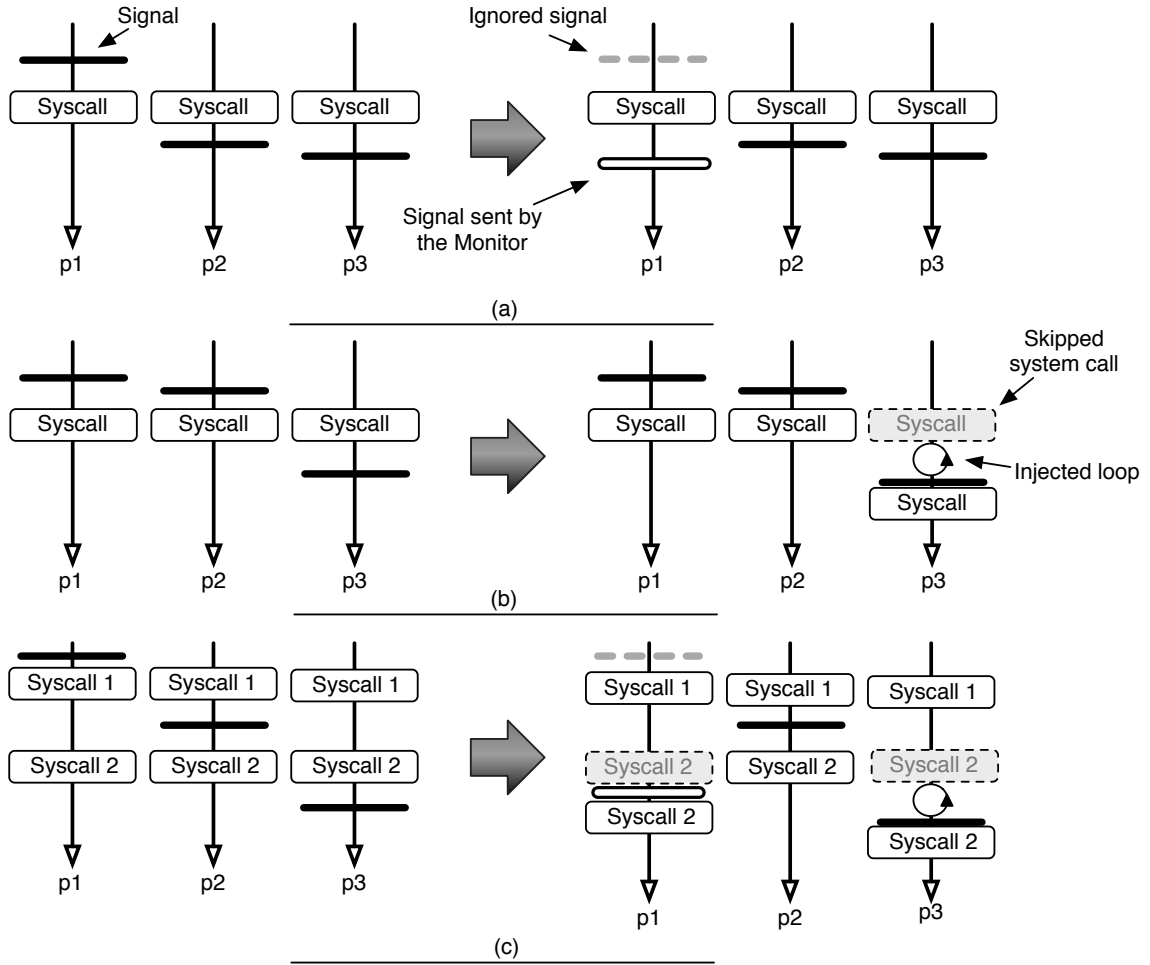 Signal
Ignored signal
Syscall
Syscall
Syscall
Syscall
Syscall
Syscall
Signal sent by
the Monitor
p1
p2
p3
p1
p2
p3
(a)
Skipped
system call
Syscall
Syscall
Syscall
Syscall
Syscall
Syscall
Injected loop
Syscall
p1
p2
p3
p1
p2
p3
(b)
Syscall 1
Syscall 1
Syscall 1
Syscall 1
Syscall 1
Syscall 1
Syscall 2
Syscall 2
Syscall 2
Syscall 2
Syscall 2
Syscall 2
Syscall 2
Syscall 2
p1
p2
p3
p1
p2
p3
(c)